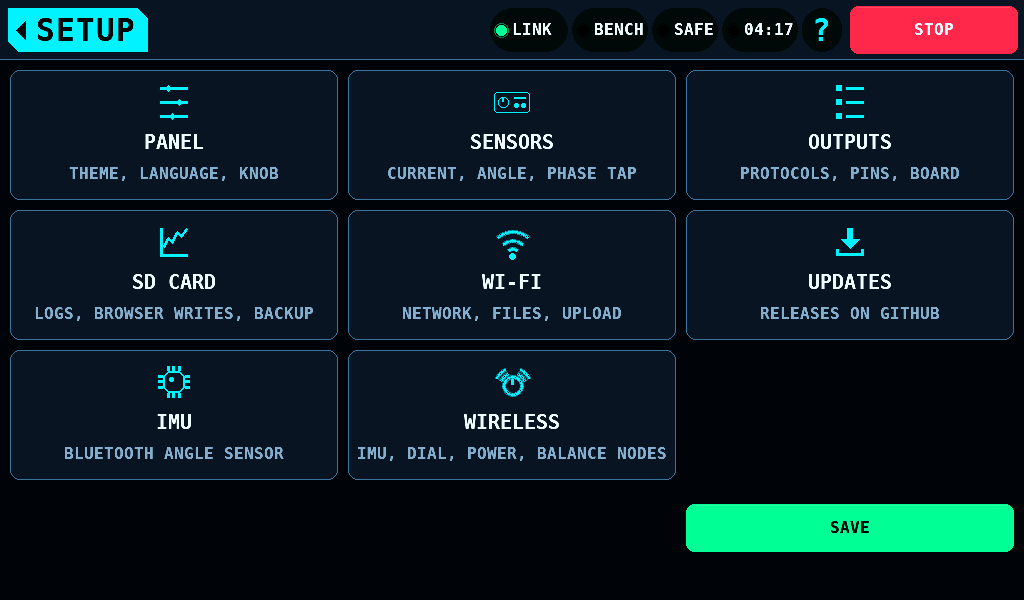 SETUP
LINK
BENCH
SAFE
04:17
?
STOP
PANEL
THEME, LANGUAGE, KNOB
SENSORS
CURRENT, ANGLE, PHASE TAP
OUTPUTS
PROTOCOLS, PINS, BOARD
SD CARD
LOGS, BROWSER WRITES, BACKUP
WI-FI
NETWORK, FILES, UPLOAD
UPDATES
RELEASES ON GITHUB
IMU
BLUETOOTH ANGLE SENSOR
WIRELESS
IMU, DIAL, POWER, BALANCE NODES
SAVE